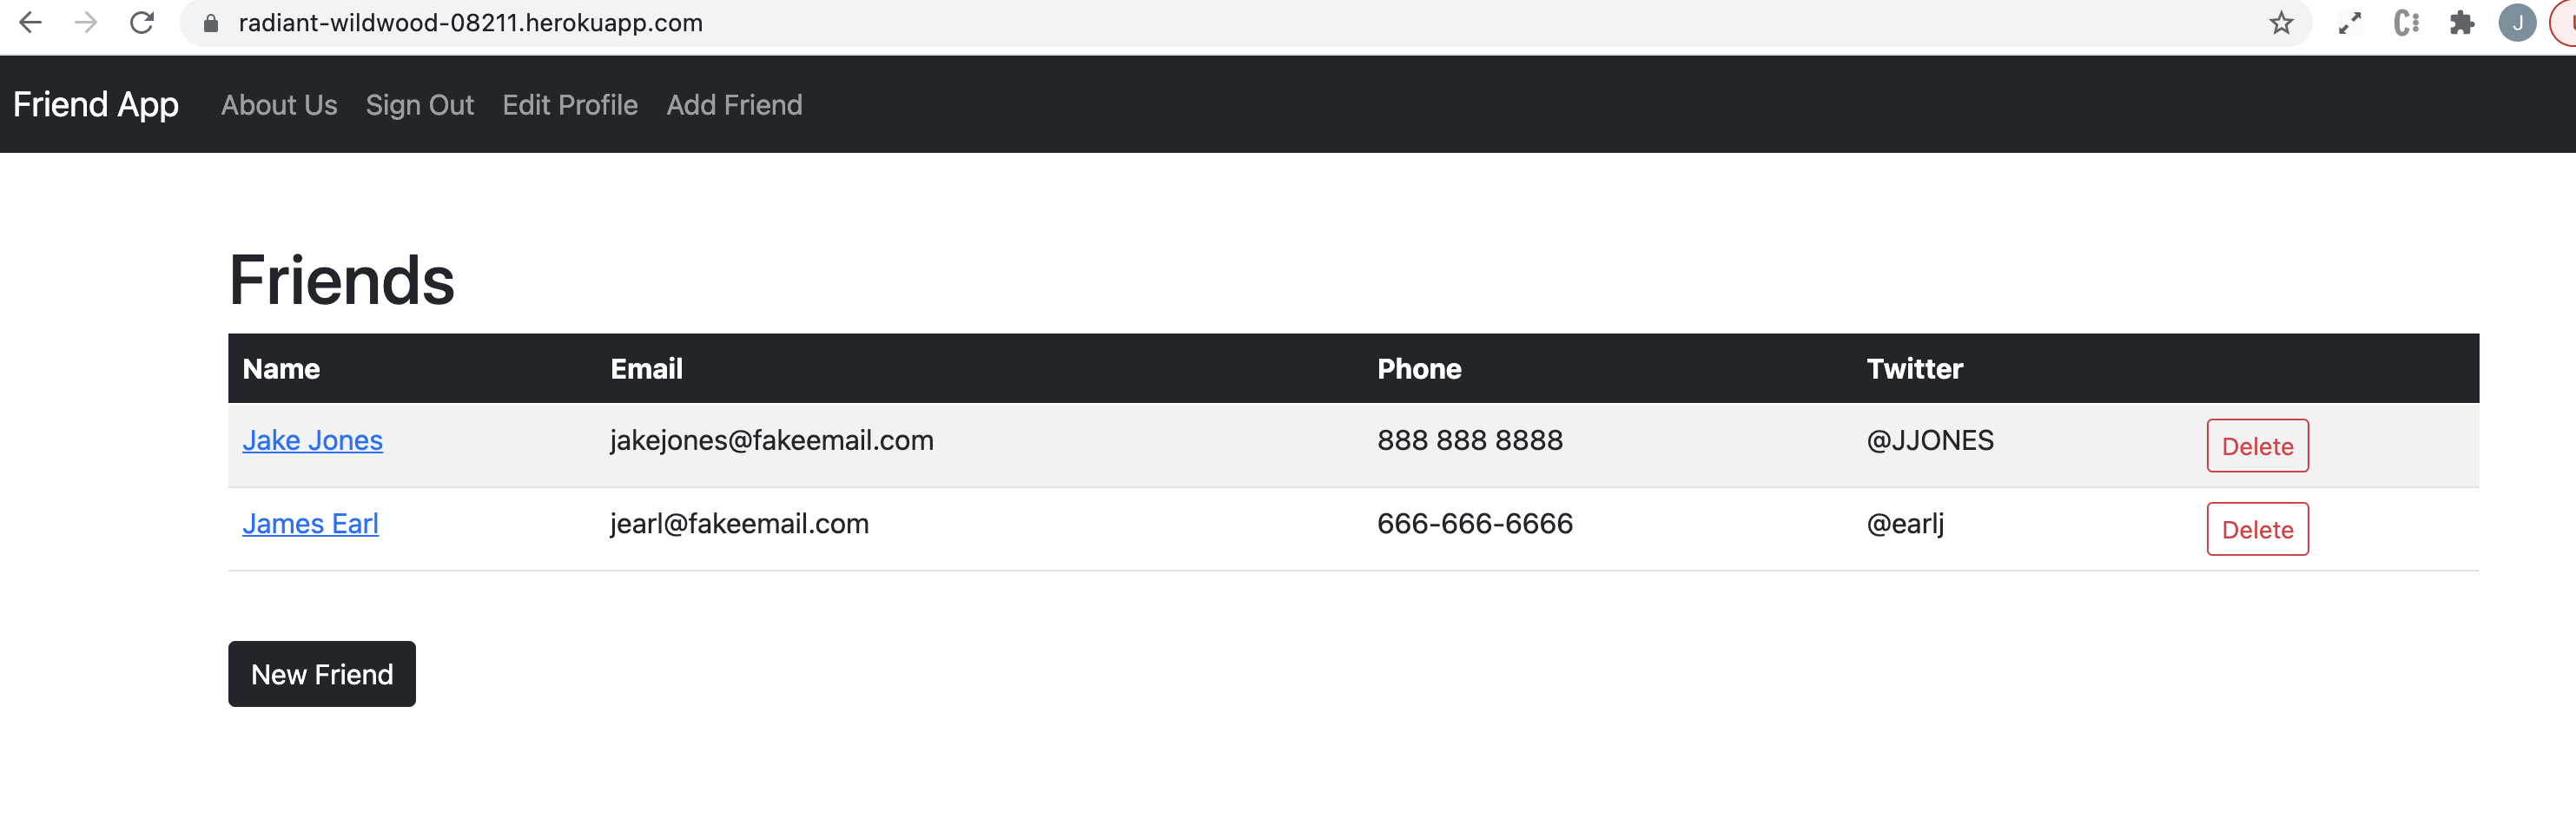 radiant-wildwood-08211.herokuapp.com
J
Friend App About Us Sign Out Edit Profile Add Friend
Friends
Name Email Phone Twitter
Jake Jones jakejones@fakeemail.com 888 888 8888 @JJONES Delete
James Earl jearl@fakeemail.com 666-666-6666 @earlj Delete
New Friend